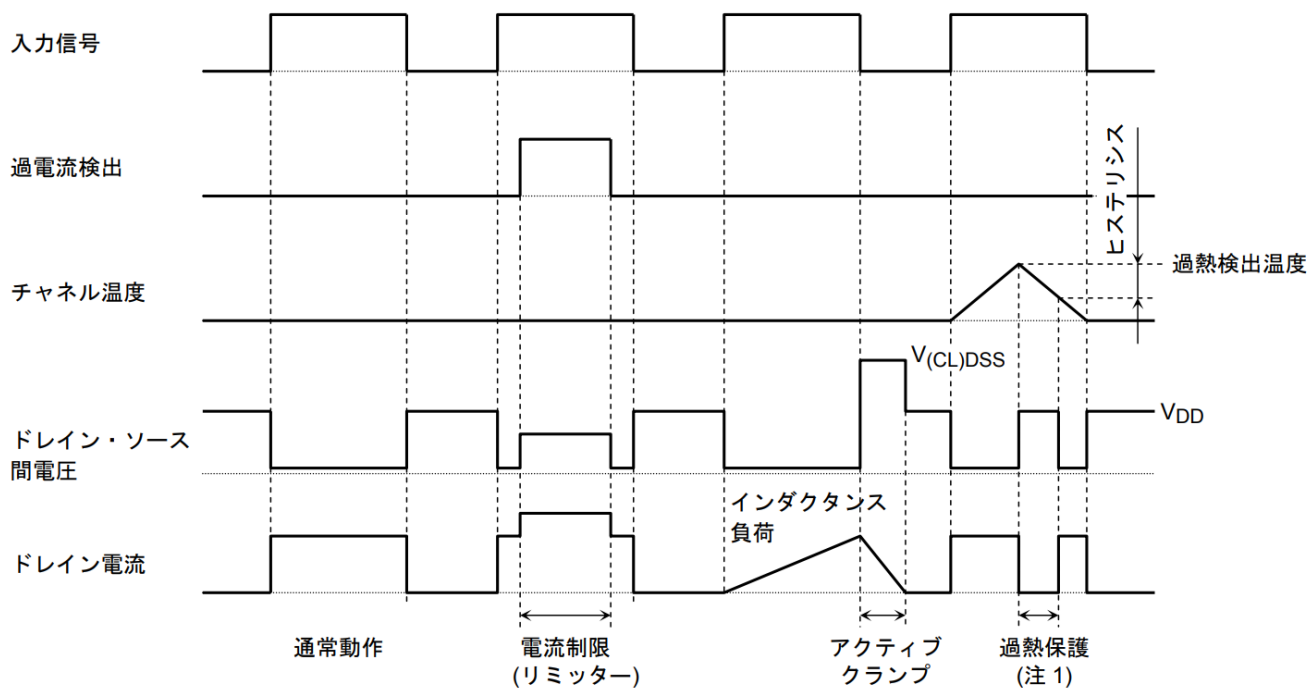 入力信号
過電流検出
ヒステリシス
過熱検出温度
チャネル温度
V(CL)DSS
VDD
ドレイン・ソース
間電圧
インダクタンス
負荷
ドレイン電流
通常動作
電流制限
(リミッター)
アクティブ
クランプ
過熱保護
(注 1)